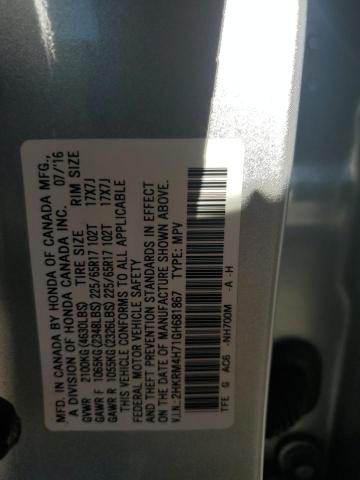 MFD. IN CANADA BY HONDA OF CANADA MFG.,
A DIVISION OF HONDA CANADA INC. 07/'16
TIRE SIZE RIM SIZE
GVWR 2100KG(4630LBS)
GAWR F 1065KG(2348LBS) 225/65R17 102T 17X7J
GAWR R 1055KG(2326LBS) 225/65R17 102T 17X7J
THIS VEHICLE CONFORMS TO ALL APPLICABLE
FEDERAL MOTOR VEHICLE SAFETY
AND THEFT PREVENTION STANDARDS IN EFFECT
ON THE DATE OF MANUFACTURE SHOWN ABOVE.
V.I.N.: 2HKRM4H71GH681867 TYPE: MPV
TFE G AC6 -NH700M -A -H